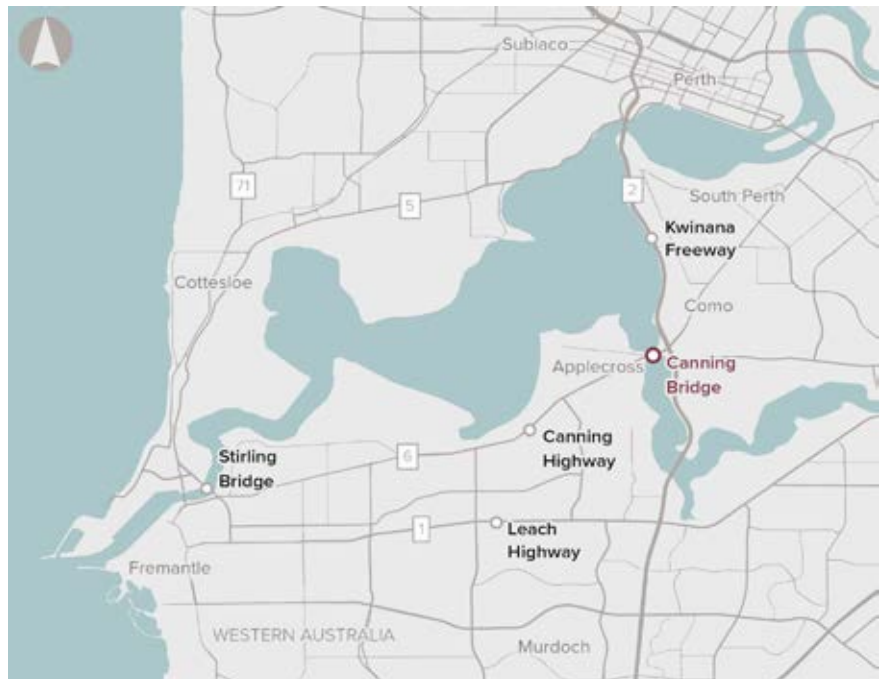 Subiaco
Perth
71
2
South Perth
5
Kwinana
Freeway
Cottesloe
Como
Applecross
Canning
Bridge
Canning
Highway
Stirling
Bridge
6
1
Leach
Highway
Fremantle
WESTERN AUSTRALIA
Murdoch